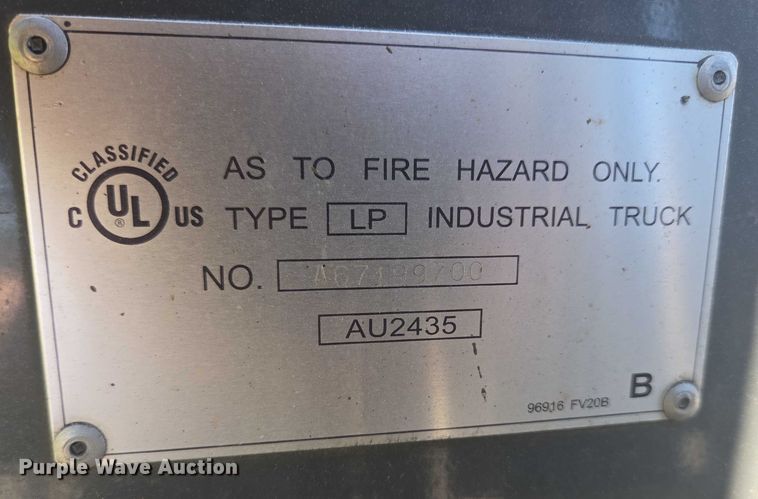 CLASSIFIED
C UL® US
AS TO FIRE HAZARD ONLY.
TYPE LP INDUSTRIAL TRUCK
NO.
AU2435
96916 FV20B
B
Purple Wave Auction